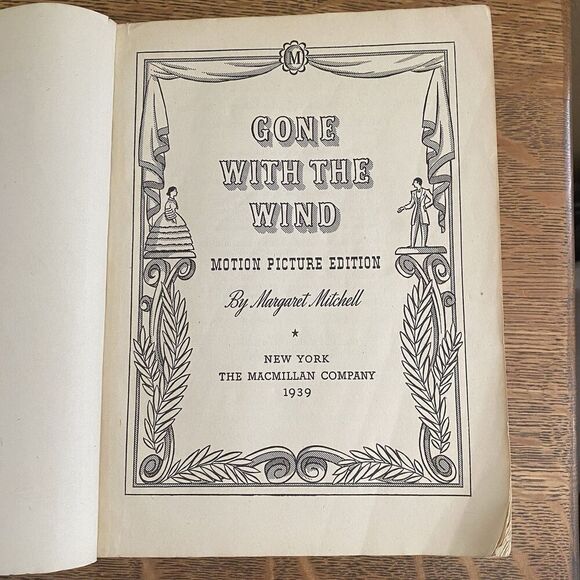 M
GONE
WITH THE
WIND
MOTION PICTURE EDITION
By Margaret Mitchell
NEW YORK
THE MACMILLAN COMPANY
1939